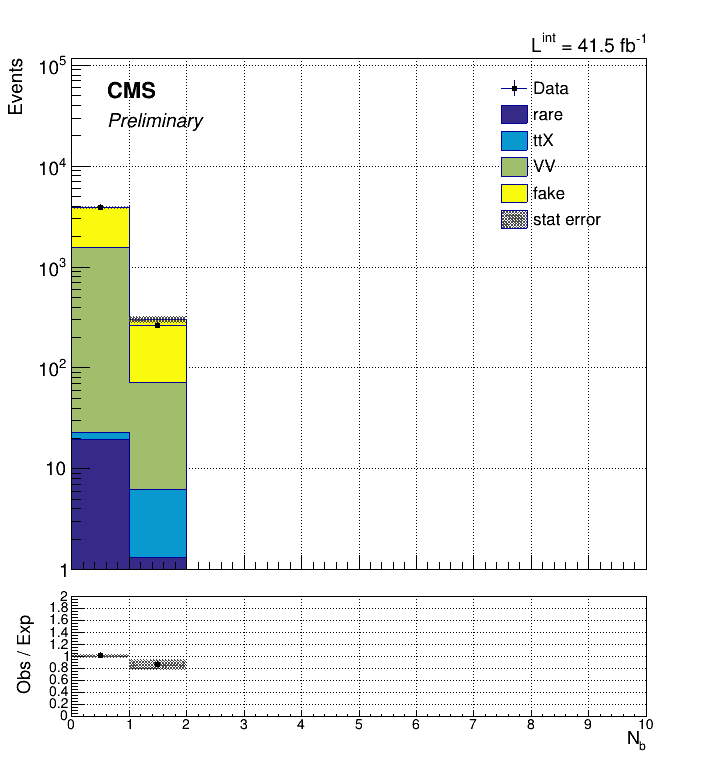 L^int = 41.5 fb^-1
Events
10^5
10^4
10^3
10^2
10
1
CMS
Preliminary
Data
rare
ttX
VV
fake
stat error
Obs / Exp
2
1.8
1.6
1.4
1.2
1
0.8
0.6
0.4
0.2
0
0 1 2 3 4 5 6 7 8 9 10
N_b